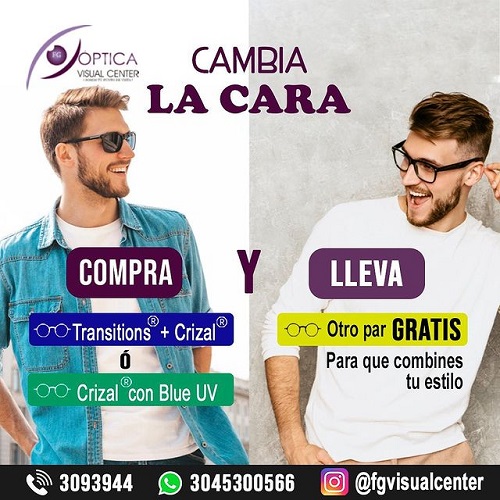 FG
OPTICA
VISUAL CENTER
CAMBIA
LA CARA
COMPRA
Y
LLEVA
Transitions® + Crizal®
Ó
Crizal® con Blue UV
Otro par GRATIS
Para que combines
tu estilo
3093944
3045300566
@fgvisualcenter